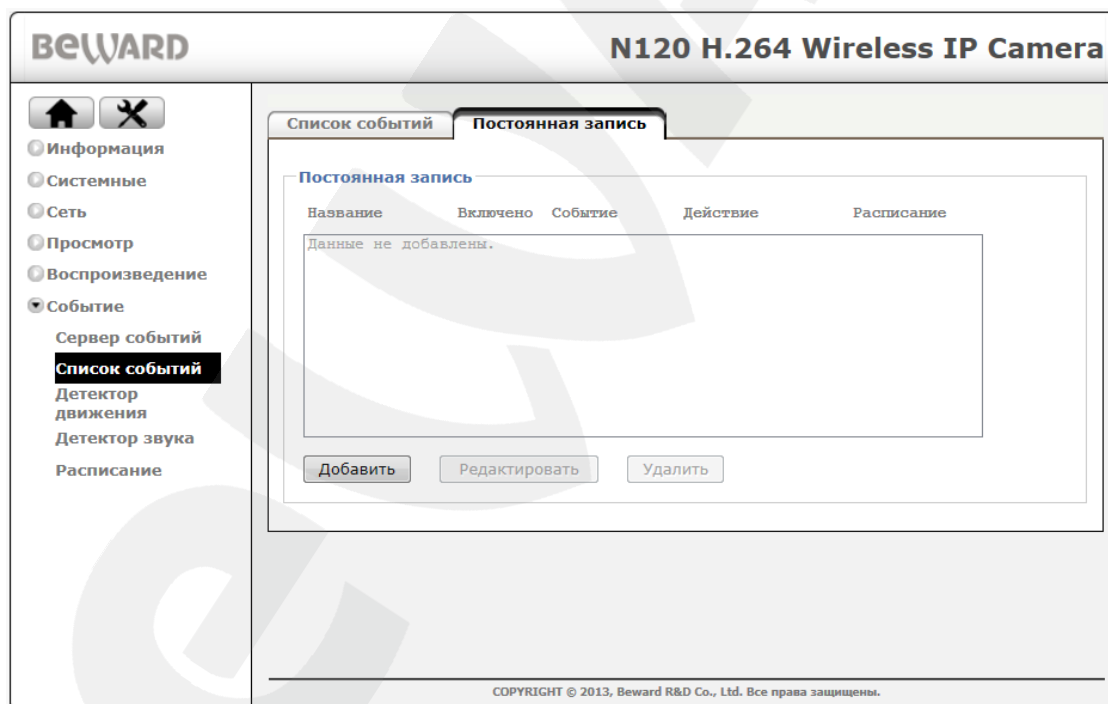 BEWARD
N120 H.264 Wireless IP Camera
Информация
Системные
Сеть
Просмотр
Воспроизведение
Событие
Сервер событий
Список событий
Детектор
движения
Детектор звука
Расписание
Список событий Постоянная запись
Постоянная запись
Название Включено Событие Действие Расписание
Данные не добавлены.
Добавить Редактировать Удалить
COPYRIGHT © 2013, Beward R&D Co., Ltd. Все права защищены.